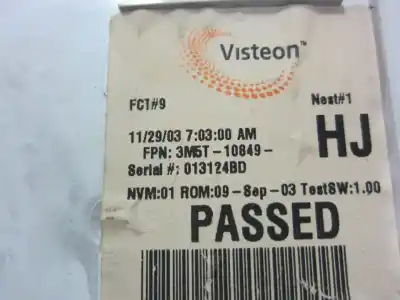 Visteon™
FCT#9 Nest#1
11/29/03 7:03:00 AM
FPN: 3M5T-10849- HJ
Serial #: 013124BD
NVM:01 ROM:09-Sep-03 TestSW:1.00
PASSED